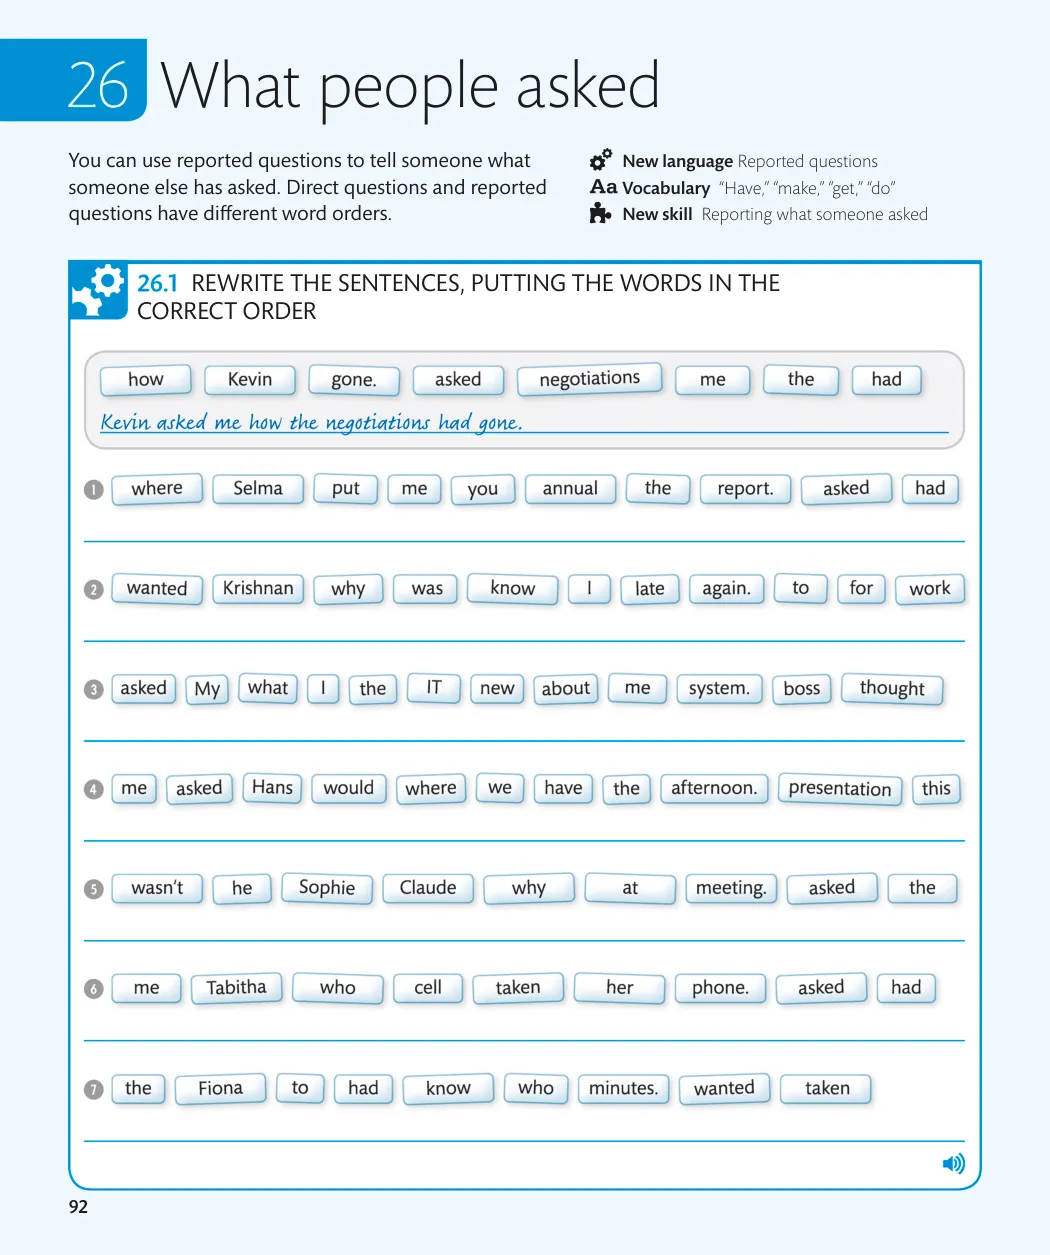 26 What people asked
You can use reported questions to tell someone what
someone else has asked. Direct questions and reported
questions have different word orders.
New language Reported questions
Aa Vocabulary “Have,” “make,” “get,” “do”
New skill Reporting what someone asked
26.1 REWRITE THE SENTENCES, PUTTING THE WORDS IN THE
CORRECT ORDER
how Kevin gone. asked negotiations me the had
Kevin asked me how the negotiations had gone.
1 where Selma put me you annual the report. asked had
2 wanted Krishnan why was know I late again. to for work
3 asked My what I the IT new about me system. boss thought
4 me asked Hans would where we have the afternoon. presentation this
5 wasn’t he Sophie Claude why at meeting. asked the
6 me Tabitha who cell taken her phone. asked had
7 the Fiona to had know who minutes. wanted taken
92